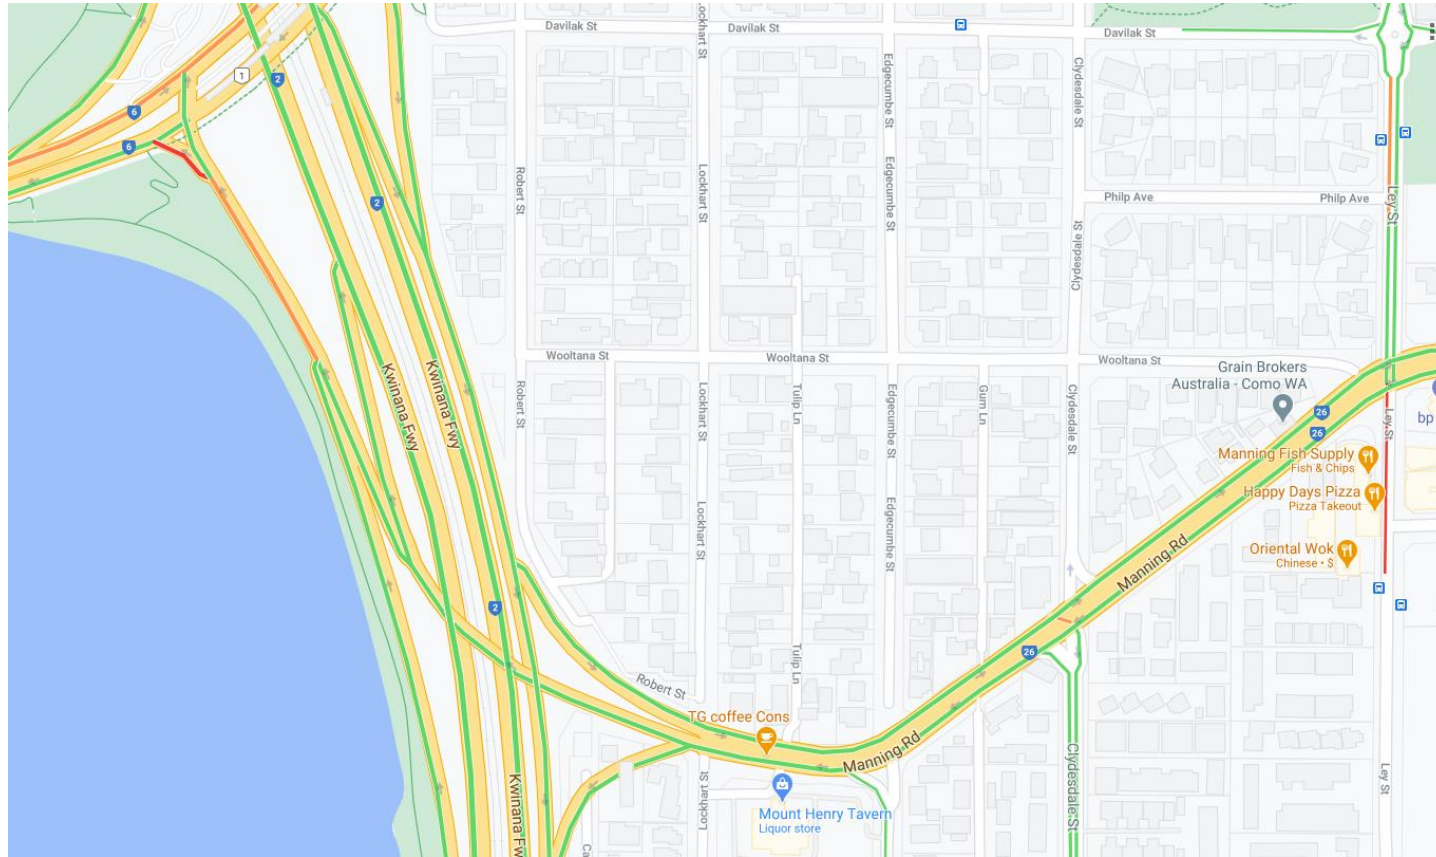 Davilak St
Lockhart St
Davilak St
Davilak St
1
2
6
6
Edgecumbe St
Clydesdale St
Robert St
Lockhart St
Edgecumbe St
2
Philp Ave
Philp Ave
Ley St
Clydesdale St
Wooltana St
Wooltana St
Wooltana St
Kwinana Fwy
Kwinana Fwy
Robert St
Lockhart St
Tulip Ln
Edgecumbe St
Gum Ln
Clydesdale St
Grain Brokers
Australia - Como WA
26
26
Ley St
bp
Manning Fish Supply
Fish & Chips
Happy Days Pizza
Pizza Takeout
Lockhart St
Edgecumbe St
Oriental Wok
Chinese • $
Manning Rd
2
26
Tulip Ln
Robert St
TG coffee Cons
Manning Rd
Kwinana Fw
Lockhart St
Mount Henry Tavern
Liquor store
Clydesdale St
Ley St
Ca